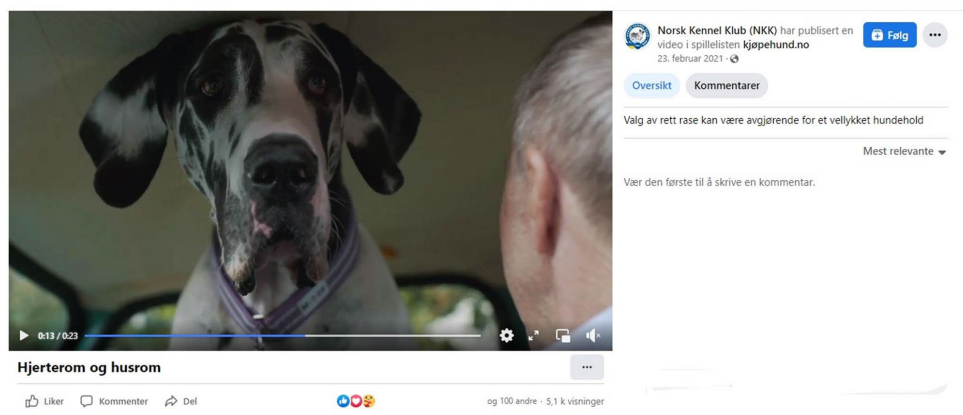 Norsk Kennel Klub (NKK) har publisert en
video i spillelisten kjøpehund.no
23. februar 2021 ·
Følg
Oversikt Kommentarer
Valg av rett rase kan være avgjørende for et vellykket hundehold
Mest relevante
Vær den første til å skrive en kommentar.
0:13 / 0:23
Hjerterom og husrom
Liker Kommenter Del
og 100 andre · 5,1 k visninger